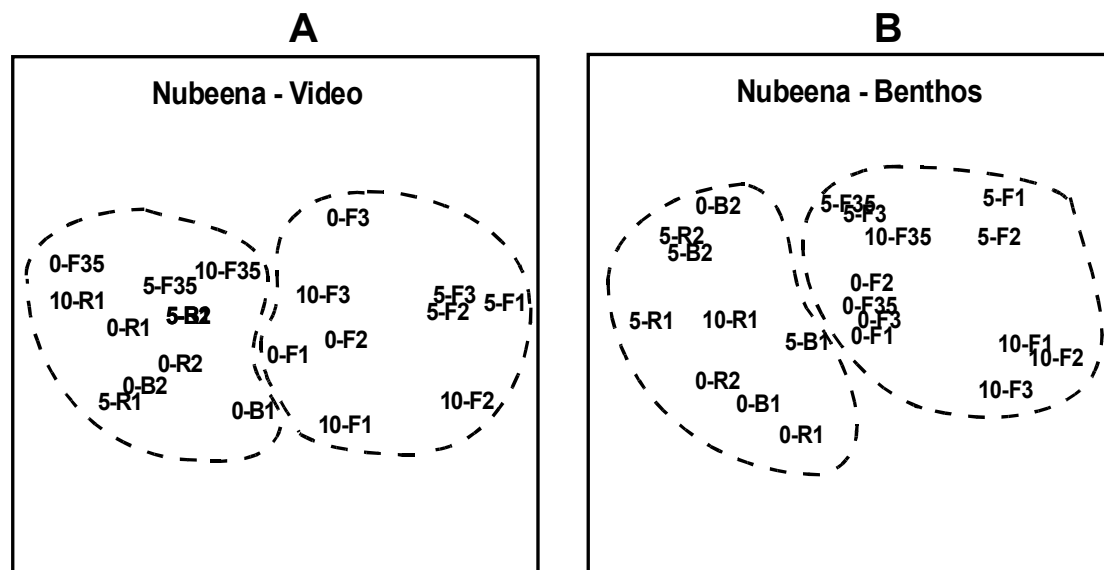 A
B
Nubeena - Video
Nubeena - Benthos
0-F3
0-F35
10-F35
5-F35
10-R1
10-F3
5-F3
5-F1
5-F2
0-R1
0-F2
0-F1
0-R2
0-B2
5-R1
0-B1
10-F2
10-F1
0-B2
5-F35
5-F3
5-F1
5-R2
5-B2
10-F35
5-F2
0-F2
0-F35
5-R1
10-R1
0-F3
5-B1
0-F1
10-F1
10-F2
0-R2
0-B1
10-F3
0-R1